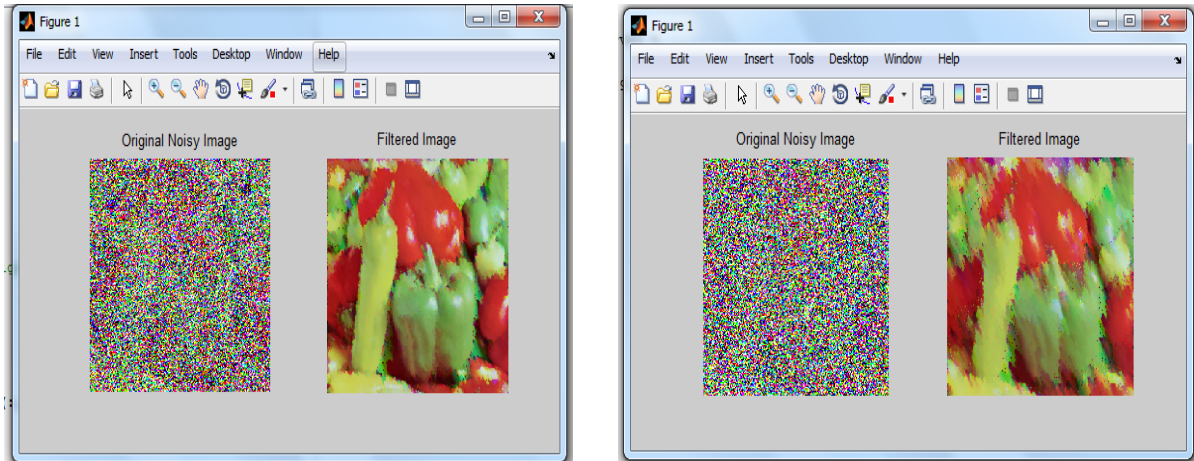 Figure 1
File Edit View Insert Tools Desktop Window Help
Original Noisy Image Filtered Image
Figure 1
File Edit View Insert Tools Desktop Window Help
Original Noisy Image Filtered Image